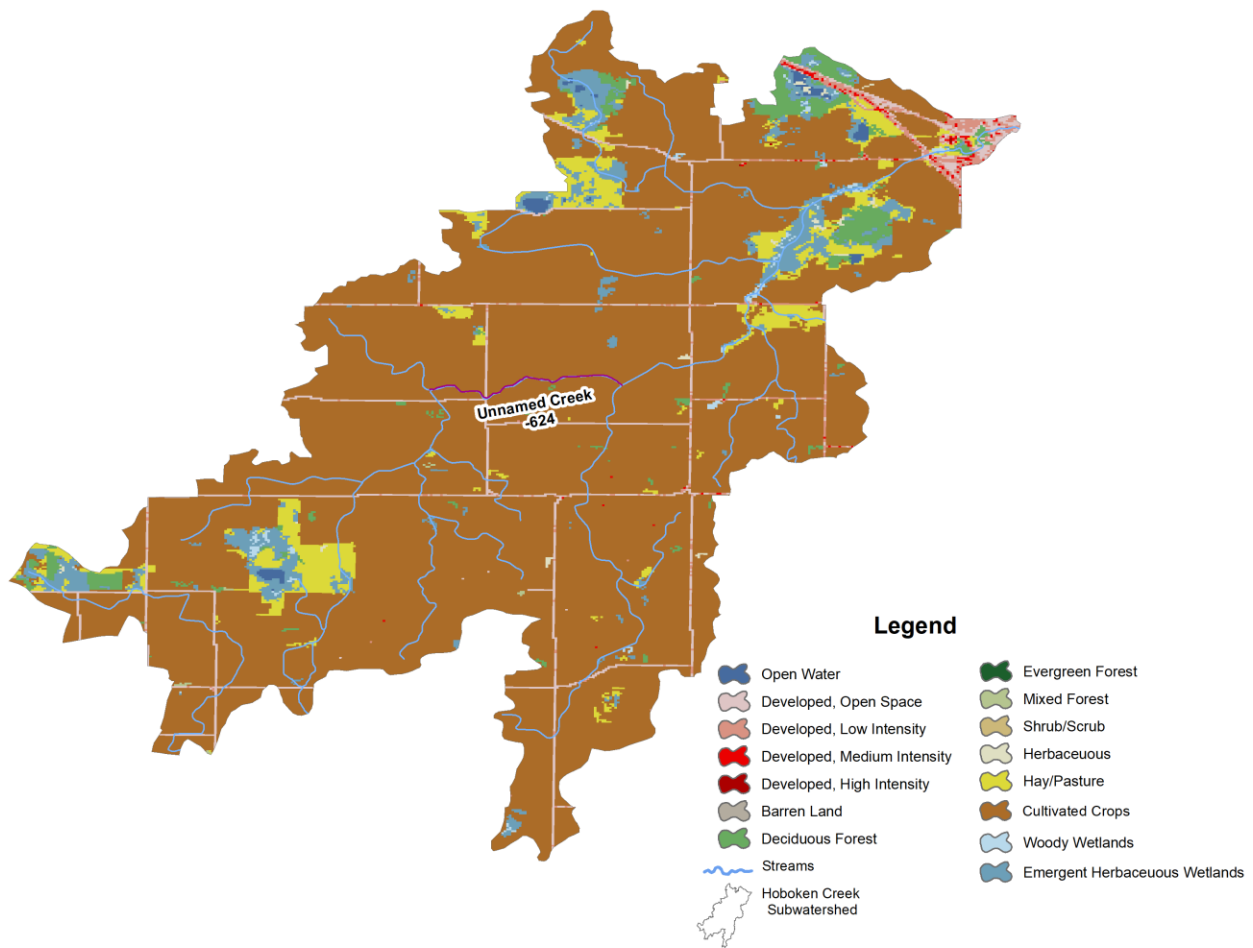 Unnamed Creek
-624
Legend
Open Water
Developed, Open Space
Developed, Low Intensity
Developed, Medium Intensity
Developed, High Intensity
Barren Land
Deciduous Forest
Streams
Hoboken Creek
Subwatershed
Evergreen Forest
Mixed Forest
Shrub/Scrub
Herbaceuous
Hay/Pasture
Cultivated Crops
Woody Wetlands
Emergent Herbaceuous Wetlands